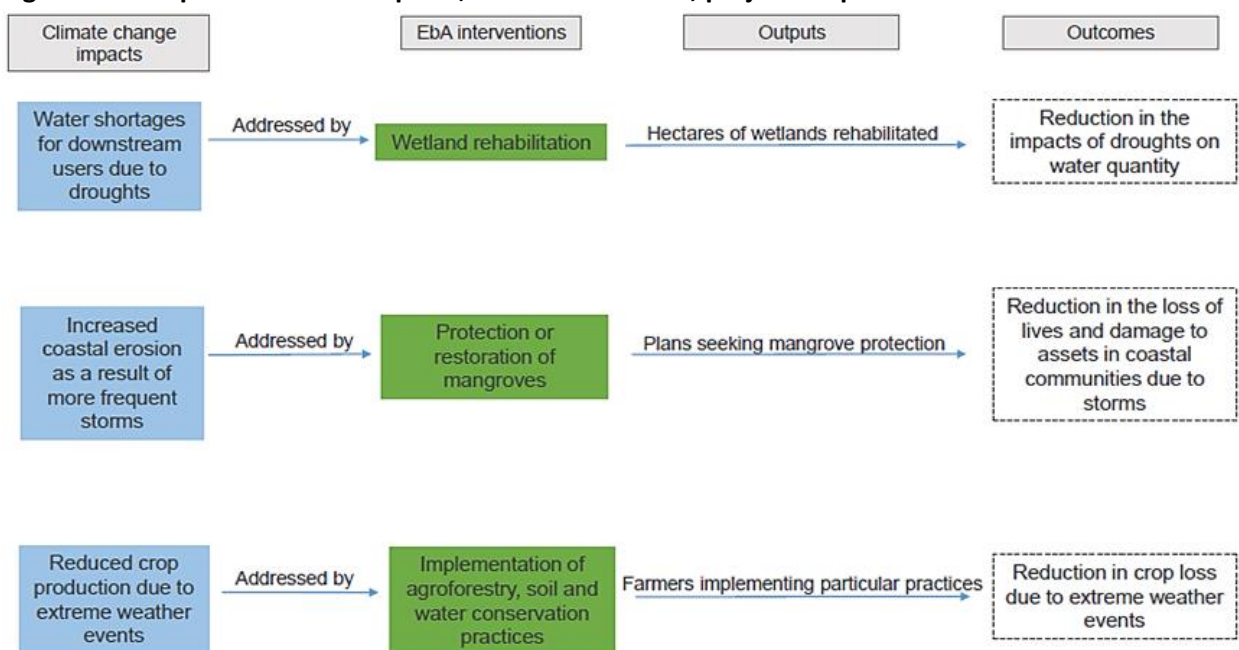 Climate change
impacts
EbA interventions
Outputs
Outcomes
Water shortages
for downstream
users due to
droughts
Addressed by
Wetland rehabilitation
Hectares of wetlands rehabilitated
Reduction in the
impacts of droughts on
water quantity
Increased
coastal erosion
as a result of
more frequent
storms
Addressed by
Protection or
restoration of
mangroves
Plans seeking mangrove protection
Reduction in the loss of
lives and damage to
assets in coastal
communities due to
storms
Reduced crop
production due to
extreme weather
events
Addressed by
Implementation of
agroforestry, soil and
water conservation
practices
Farmers implementing particular practices
Reduction in crop loss
due to extreme weather
events